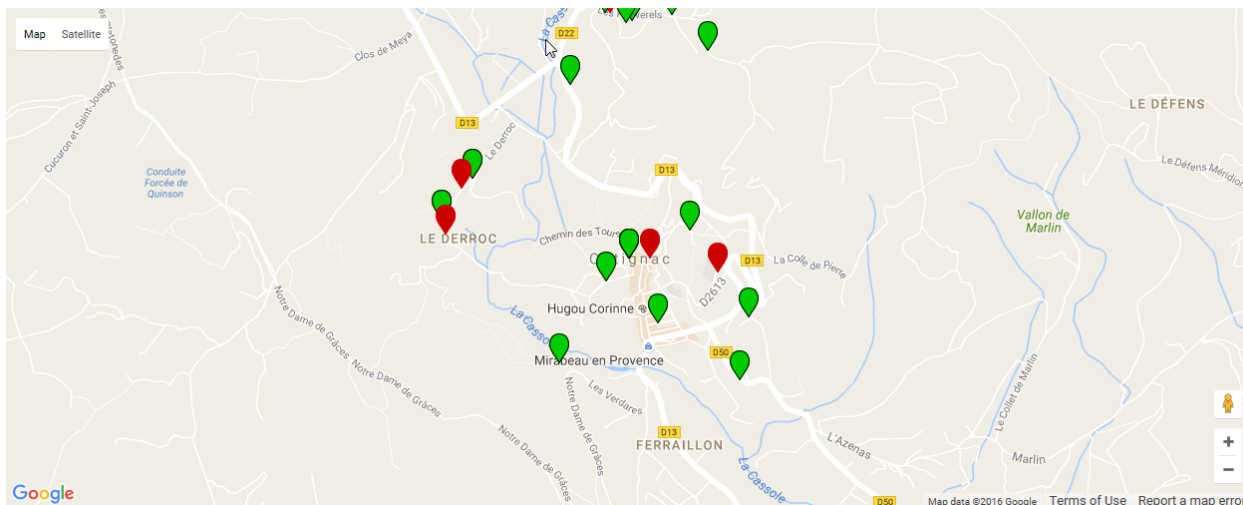 Map Satellite
Clos de Meya
Cucuron et Saint-Joseph
La Cass
D22
D13
Le Derroc
LE DÉFENS
Le Défens Méridion
Conduite
Forcée de
Quinson
D13
Vallon de
Marlin
LE DERROC
Chemin des Tours
D13
La Colle de Pierre
D2613
Notre Dame de Grâces
Hugou Corinne
La Cassole
D50
Mirabeau en Provence
Notre Dame de Grâces
Les Verdares
Notre Dame de Grâces
Notre Dame de Grâces
D13
FERRAILLON
L'Azenas
Le Collet de Marlin
Marlin
La Cassole
D50
Google
Map data ©2016 Google Terms of Use Report a map error